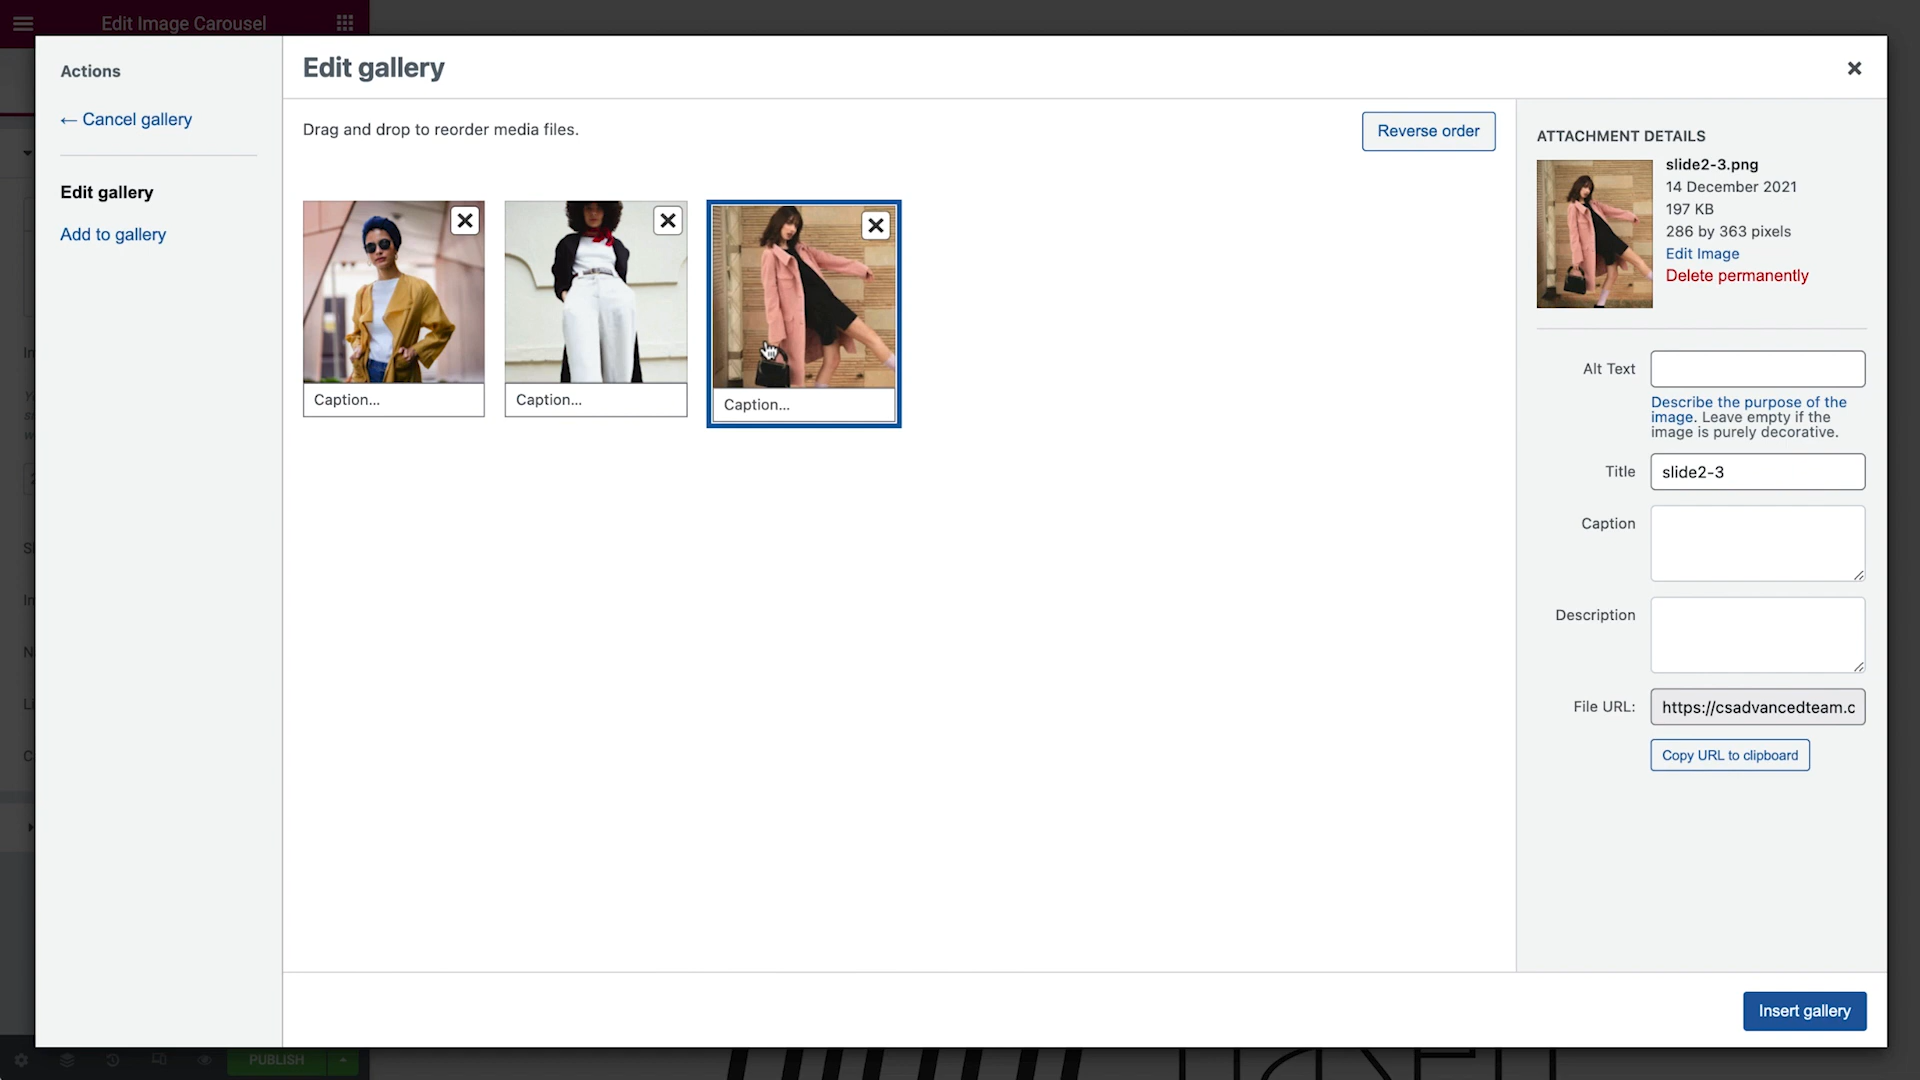 Edit Image Carousel
Actions
← Cancel gallery
Edit gallery
Add to gallery
Edit gallery
Drag and drop to reorder media files.
Reverse order
Caption...
Caption...
Caption...
ATTACHMENT DETAILS
slide2-3.png
14 December 2021
197 KB
286 by 363 pixels
Edit Image
Delete permanently
Alt Text
Describe the purpose of the
image. Leave empty if the
image is purely decorative.
Title
slide2-3
Caption
Description
File URL:
https://csadvancedteam.c
Copy URL to clipboard
Insert gallery
PUBLISH